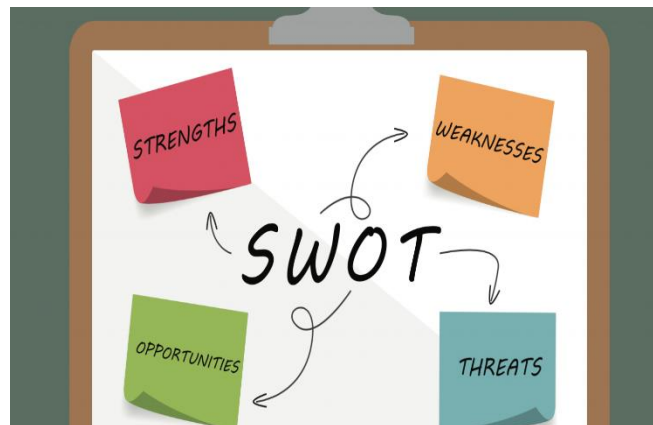 STRENGTHS
WEAKNESSES
SWOT
OPPORTUNITIES
THREATS